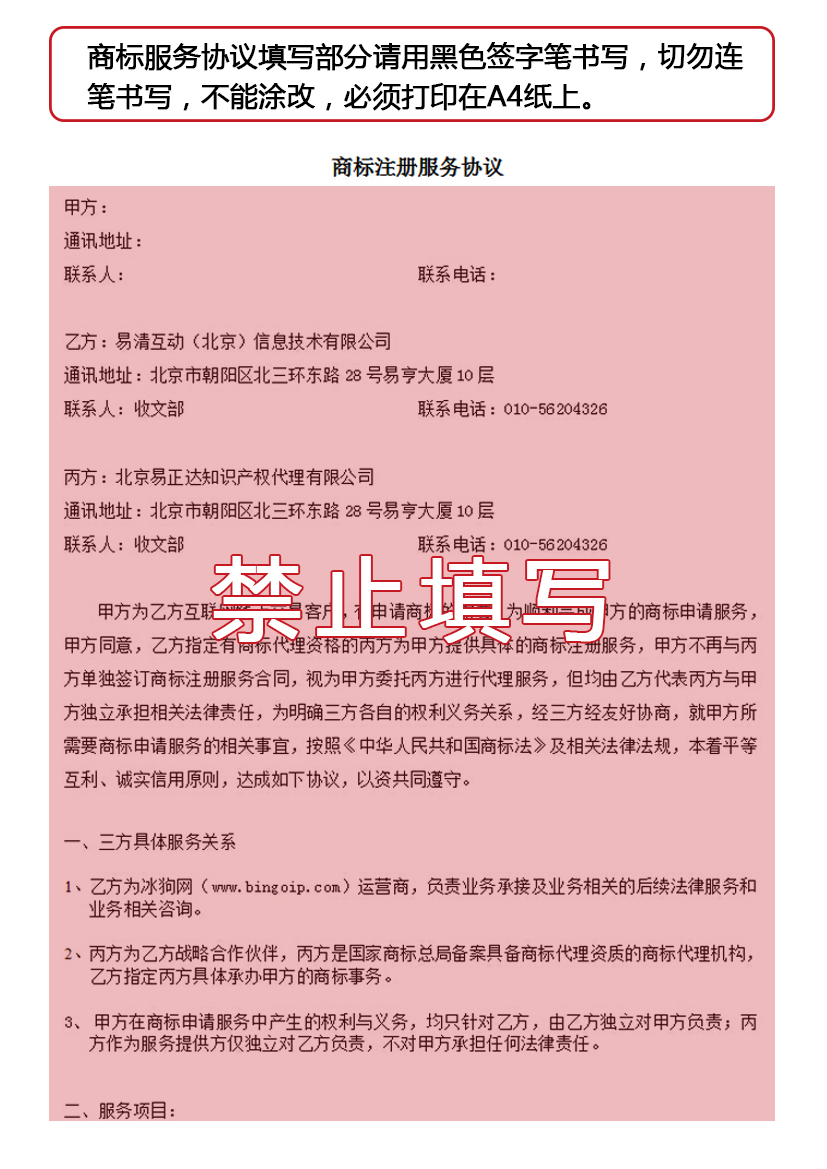 商标服务协议填写部分请用黑色签字笔书写，切勿连
笔书写，不能涂改，必须打印在A4纸上。
商标注册服务协议
甲方：
通讯地址：
联系人： 联系电话：
乙方：易清互动（北京）信息技术有限公司
通讯地址：北京市朝阳区北三环东路 28 号易亨大厦 10 层
联系人：收文部 联系电话：010-56204326
丙方：北京易正达知识产权代理有限公司
通讯地址：北京市朝阳区北三环东路 28 号易亨大厦 10 层
联系人：收文部 联系电话：010-56204326
禁止填写
甲方为乙方互联 客户，有申请商标的 为顺利完成甲方的商标申请服务，
甲方同意，乙方指定有商标代理资格的丙方为甲方提供具体的商标注册服务，甲方不再与丙
方单独签订商标注册服务合同，视为甲方委托丙方进行代理服务，但均由乙方代表丙方与甲
方独立承担相关法律责任，为明确三方各自的权利义务关系，经三方经友好协商，就甲方所
需要商标申请服务的相关事宜，按照《中华人民共和国商标法》及相关法律法规，本着平等
互利、诚实信用原则，达成如下协议，以资共同遵守。
一、三方具体服务关系
1、乙方为冰狗网（www.bingoip.com）运营商，负责业务承接及业务相关的后续法律服务和
业务相关咨询。
2、丙方为乙方战略合作伙伴，丙方是国家商标总局备案具备商标代理资质的商标代理机构，
乙方指定丙方具体承办甲方的商标事务。
3、 甲方在商标申请服务中产生的权利与义务，均只针对乙方，由乙方独立对甲方负责；丙
方作为服务提供方仅独立对乙方负责，不对甲方承担任何法律责任。
二、服务项目：